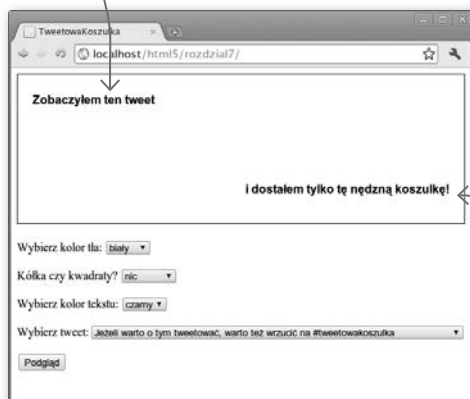 TweetowaKoszulka
localhost/html5/rozdzial7/
Zobaczyłem ten tweet
i dostałem tylko tę nędzną koszulkę!
Wybierz kolor tła: biały
Kółka czy kwadraty? nic
Wybierz kolor tekstu: czarny
Wybierz tweet: Jeżeli warto o tym tweetować, warto też wrzucić na #tweetowakoszulka
Podgląd